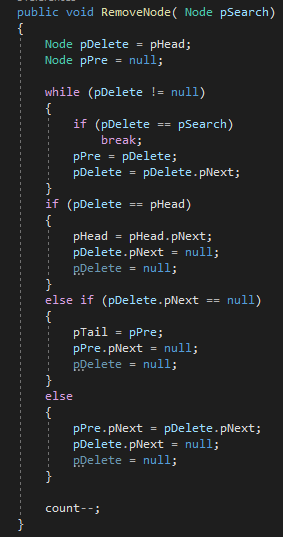 public void RemoveNode( Node pSearch)
{
    Node pDelete = pHead;
    Node pPre = null;

    while (pDelete != null)
    {
        if (pDelete == pSearch)
            break;
        pPre = pDelete;
        pDelete = pDelete.pNext;
    }
    if (pDelete == pHead)
    {
        pHead = pHead.pNext;
        pDelete.pNext = null;
        pDelete = null;
    }
    else if (pDelete.pNext == null)
    {
        pTail = pPre;
        pPre.pNext = null;
        pDelete = null;
    }
    else
    {
        pPre.pNext = pDelete.pNext;
        pDelete.pNext = null;
        pDelete = null;
    }

    count--;
}